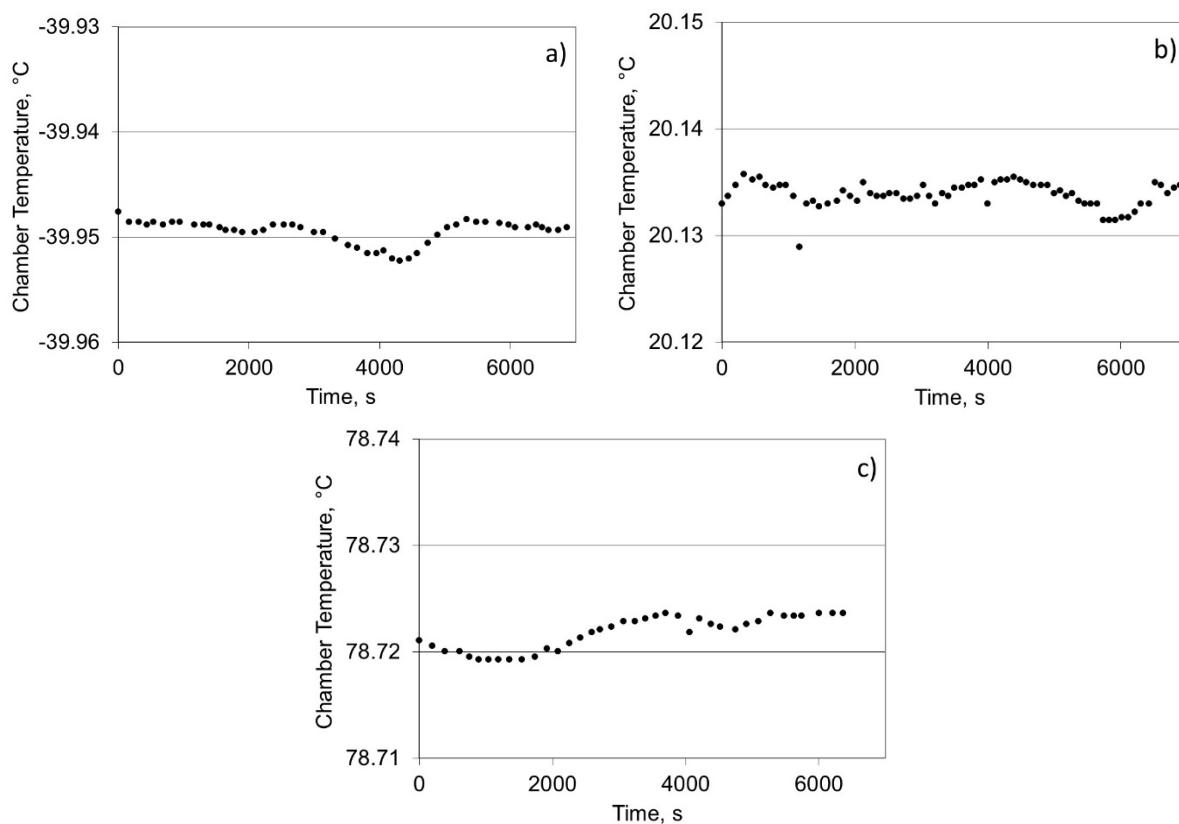 a)
Chamber Temperature, °C
-39.93
-39.94
-39.95
-39.96
0 2000 4000 6000
Time, s
b)
Chamber Temperature, °C
20.15
20.14
20.13
20.12
0 2000 4000 6000
Time, s
c)
Chamber Temperature, °C
78.74
78.73
78.72
78.71
0 2000 4000 6000
Time, s